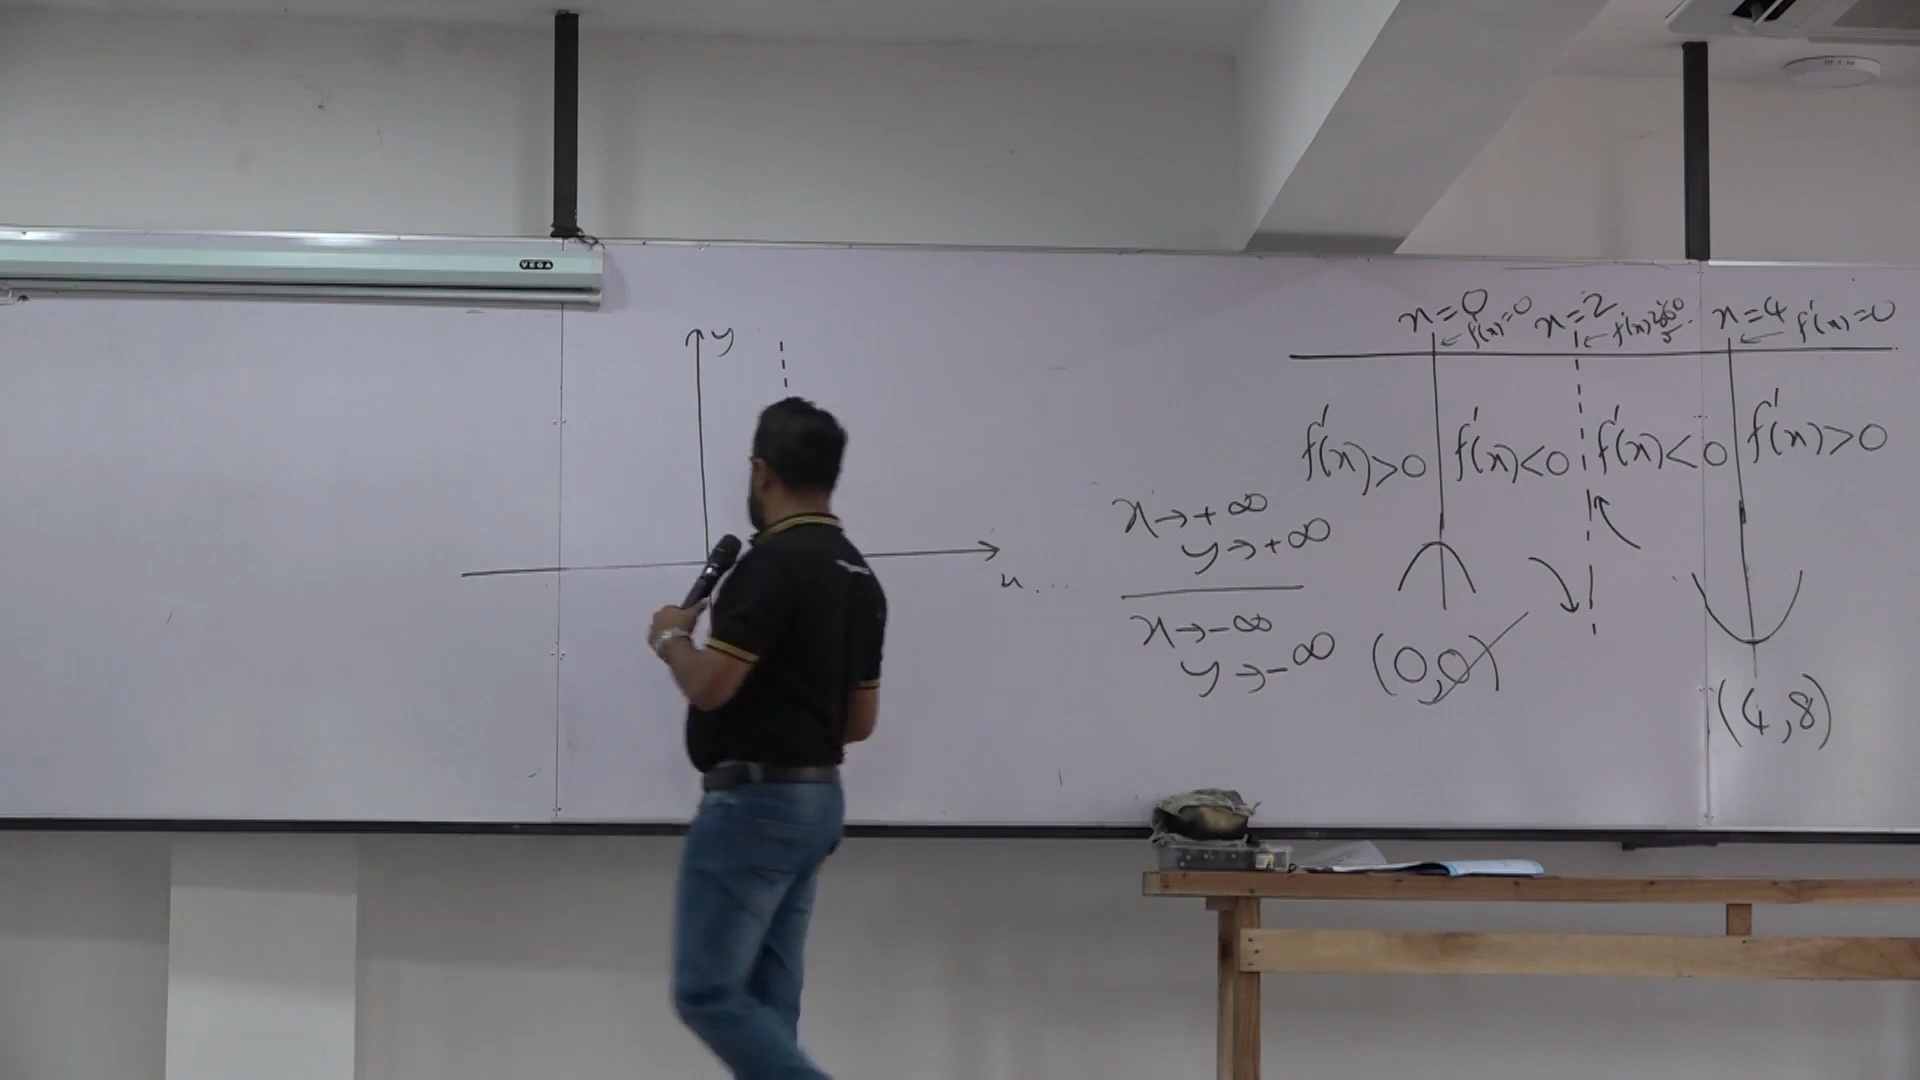 VEGA
y
x
x=0 x=2 x=4
f'(x)=0 f'(x)=0
f'(x)>0 f'(x)<0 f'(x)<0 f'(x)>0
x→+∞
y→+∞
x→-∞
y→-∞
(0,0)
(4,8)